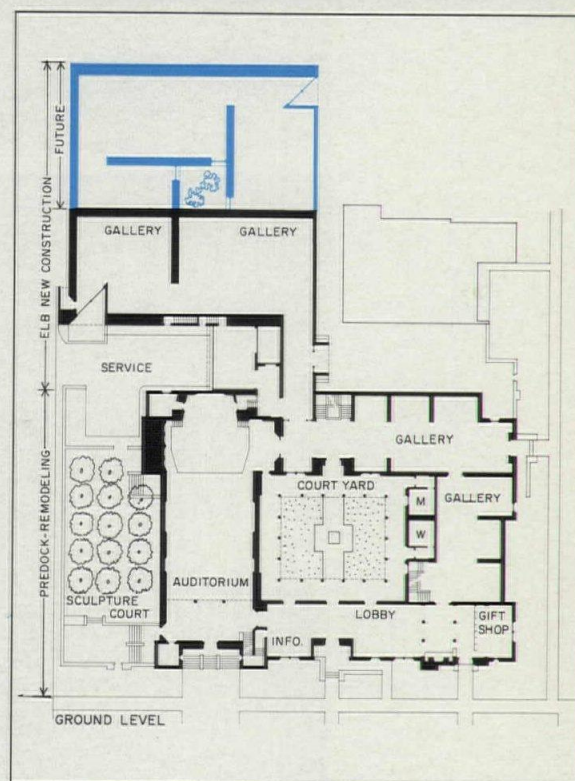 FUTURE
ELB NEW CONSTRUCTION
PREDOCK-REMODELING
GALLERY
GALLERY
SERVICE
GALLERY
COURT YARD
GALLERY
M
W
AUDITORIUM
SCULPTURE
COURT
LOBBY
INFO.
GIFT
SHOP
GROUND LEVEL